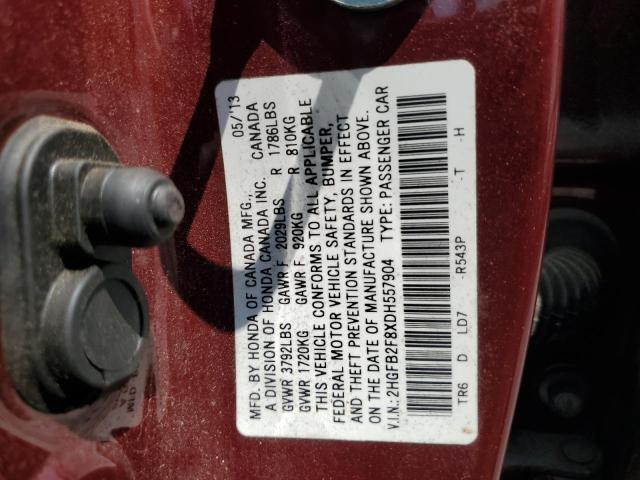 MFD. BY HONDA OF CANADA MFG., 05/13
A DIVISION OF HONDA CANADA INC. CANADA
GVWR 3792LBS GAWR F 2029LBS R 1786LBS
GVWR 1720KG GAWR F 920KG R 810KG
THIS VEHICLE CONFORMS TO ALL APPLICABLE
FEDERAL MOTOR VEHICLE SAFETY, BUMPER,
AND THEFT PREVENTION STANDARDS IN EFFECT
ON THE DATE OF MANUFACTURE SHOWN ABOVE.
V.I.N.: 2HGFB2F8XDH557904 TYPE: PASSENGER CAR
TR6 D LD7 -R543P -T -H